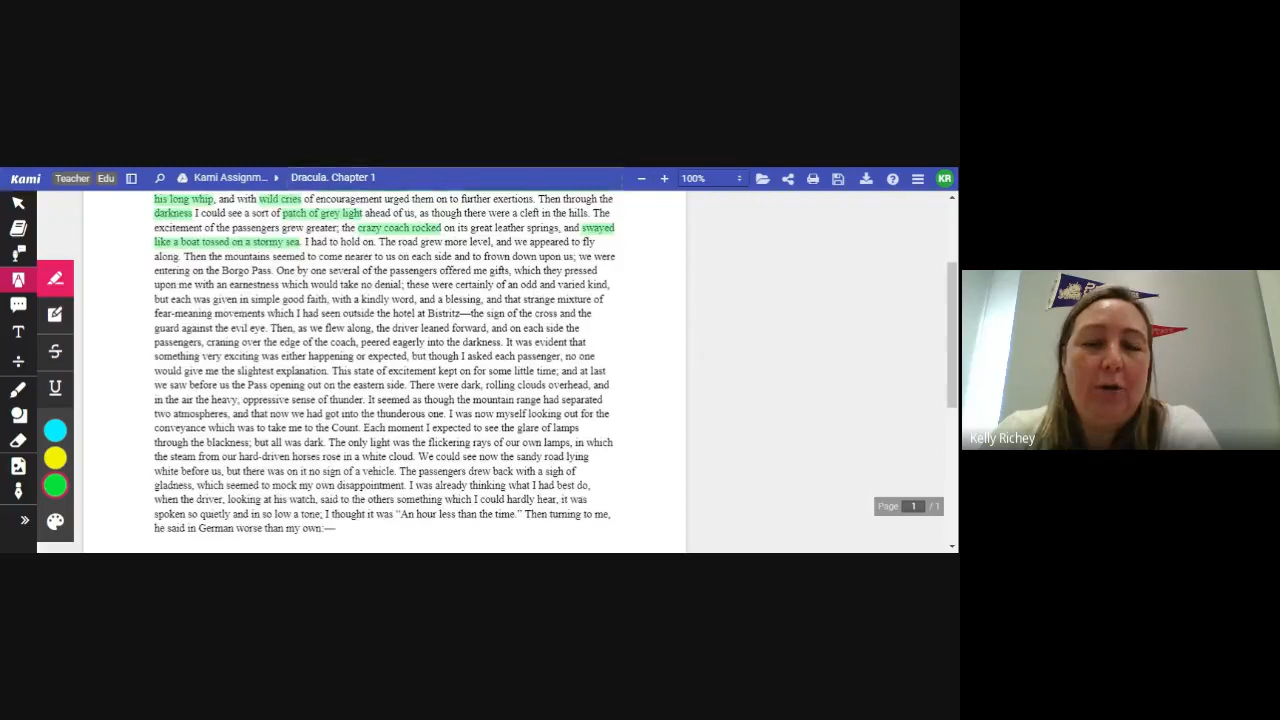 Kami Teacher Edu Kami Assignm... Dracula. Chapter 1 100% KR
his long whip, and with wild cries of encouragement urged them on to further exertions. Then through the
darkness I could see a sort of patch of grey light ahead of us, as though there were a cleft in the hills. The
excitement of the passengers grew greater; the crazy coach rocked on its great leather springs, and swayed
like a boat tossed on a stormy sea. I had to hold on. The road grew more level, and we appeared to fly
along. Then the mountains seemed to come nearer to us on each side and to frown down upon us; we were
entering on the Borgo Pass. One by one several of the passengers offered me gifts, which they pressed
upon me with an earnestness which would take no denial; these were certainly of an odd and varied kind,
but each was given in simple good faith, with a kindly word, and a blessing, and that strange mixture of
fear-meaning movements which I had seen outside the hotel at Bistritz—the sign of the cross and the
guard against the evil eye. Then, as we flew along, the driver leaned forward, and on each side the
passengers, craning over the edge of the coach, peered eagerly into the darkness. It was evident that
something very exciting was either happening or expected, but though I asked each passenger, no one
would give me the slightest explanation. This state of excitement kept on for some little time; and at last
we saw before us the Pass opening out on the eastern side. There were dark, rolling clouds overhead, and
in the air the heavy, oppressive sense of thunder. It seemed as though the mountain range had separated
two atmospheres, and that now we had got into the thunderous one. I was now myself looking out for the
conveyance which was to take me to the Count. Each moment I expected to see the glare of lamps
through the blackness; but all was dark. The only light was the flickering rays of our own lamps, in which
the steam from our hard-driven horses rose in a white cloud. We could see now the sandy road lying
white before us, but there was on it no sign of a vehicle. The passengers drew back with a sigh of
gladness, which seemed to mock my own disappointment. I was already thinking what I had best do,
when the driver, looking at his watch, said to the others something which I could hardly hear, it was
spoken so quietly and in so low a tone; I thought it was “An hour less than the time.” Then turning to me,
he said in German worse than my own:—
Page 1 / 1
Kelly Richey